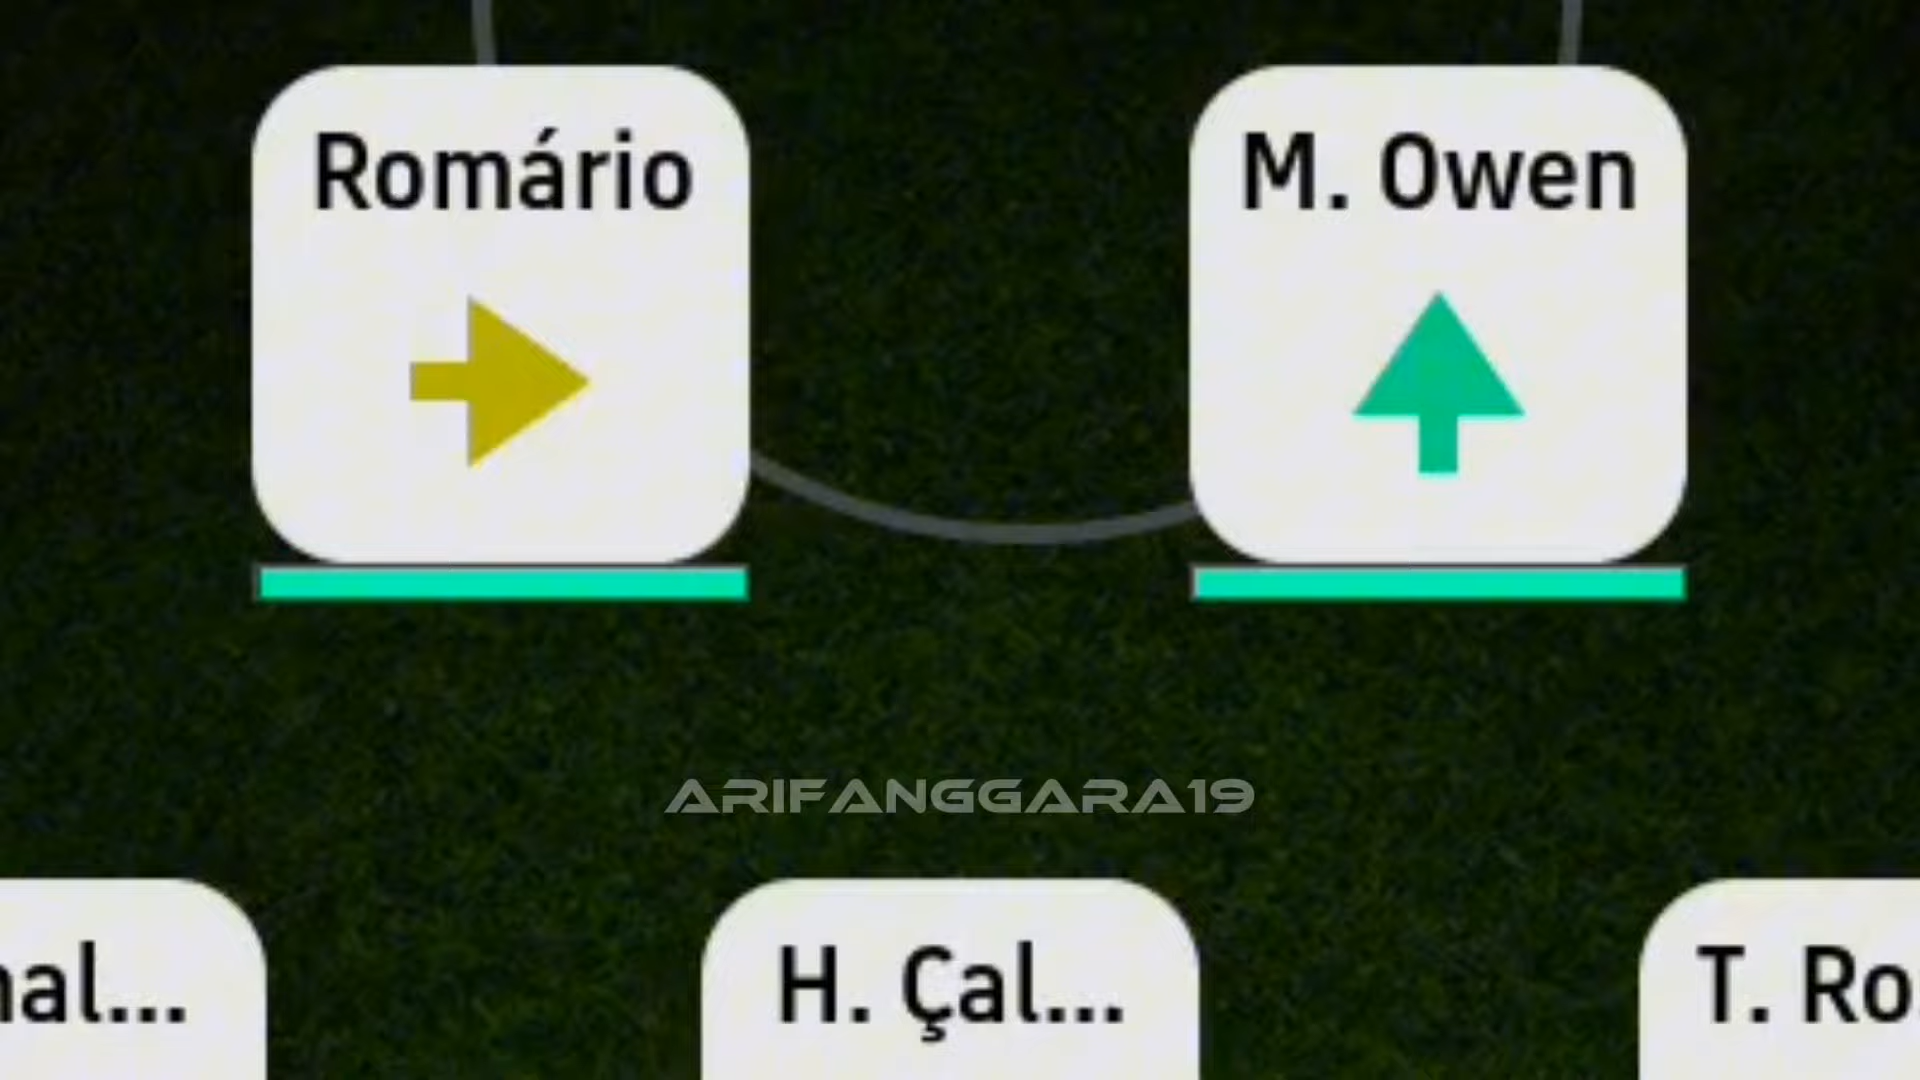 Romário
M. Owen
ARIFANGGARA19
nal...
H. Çal...
T. Ro